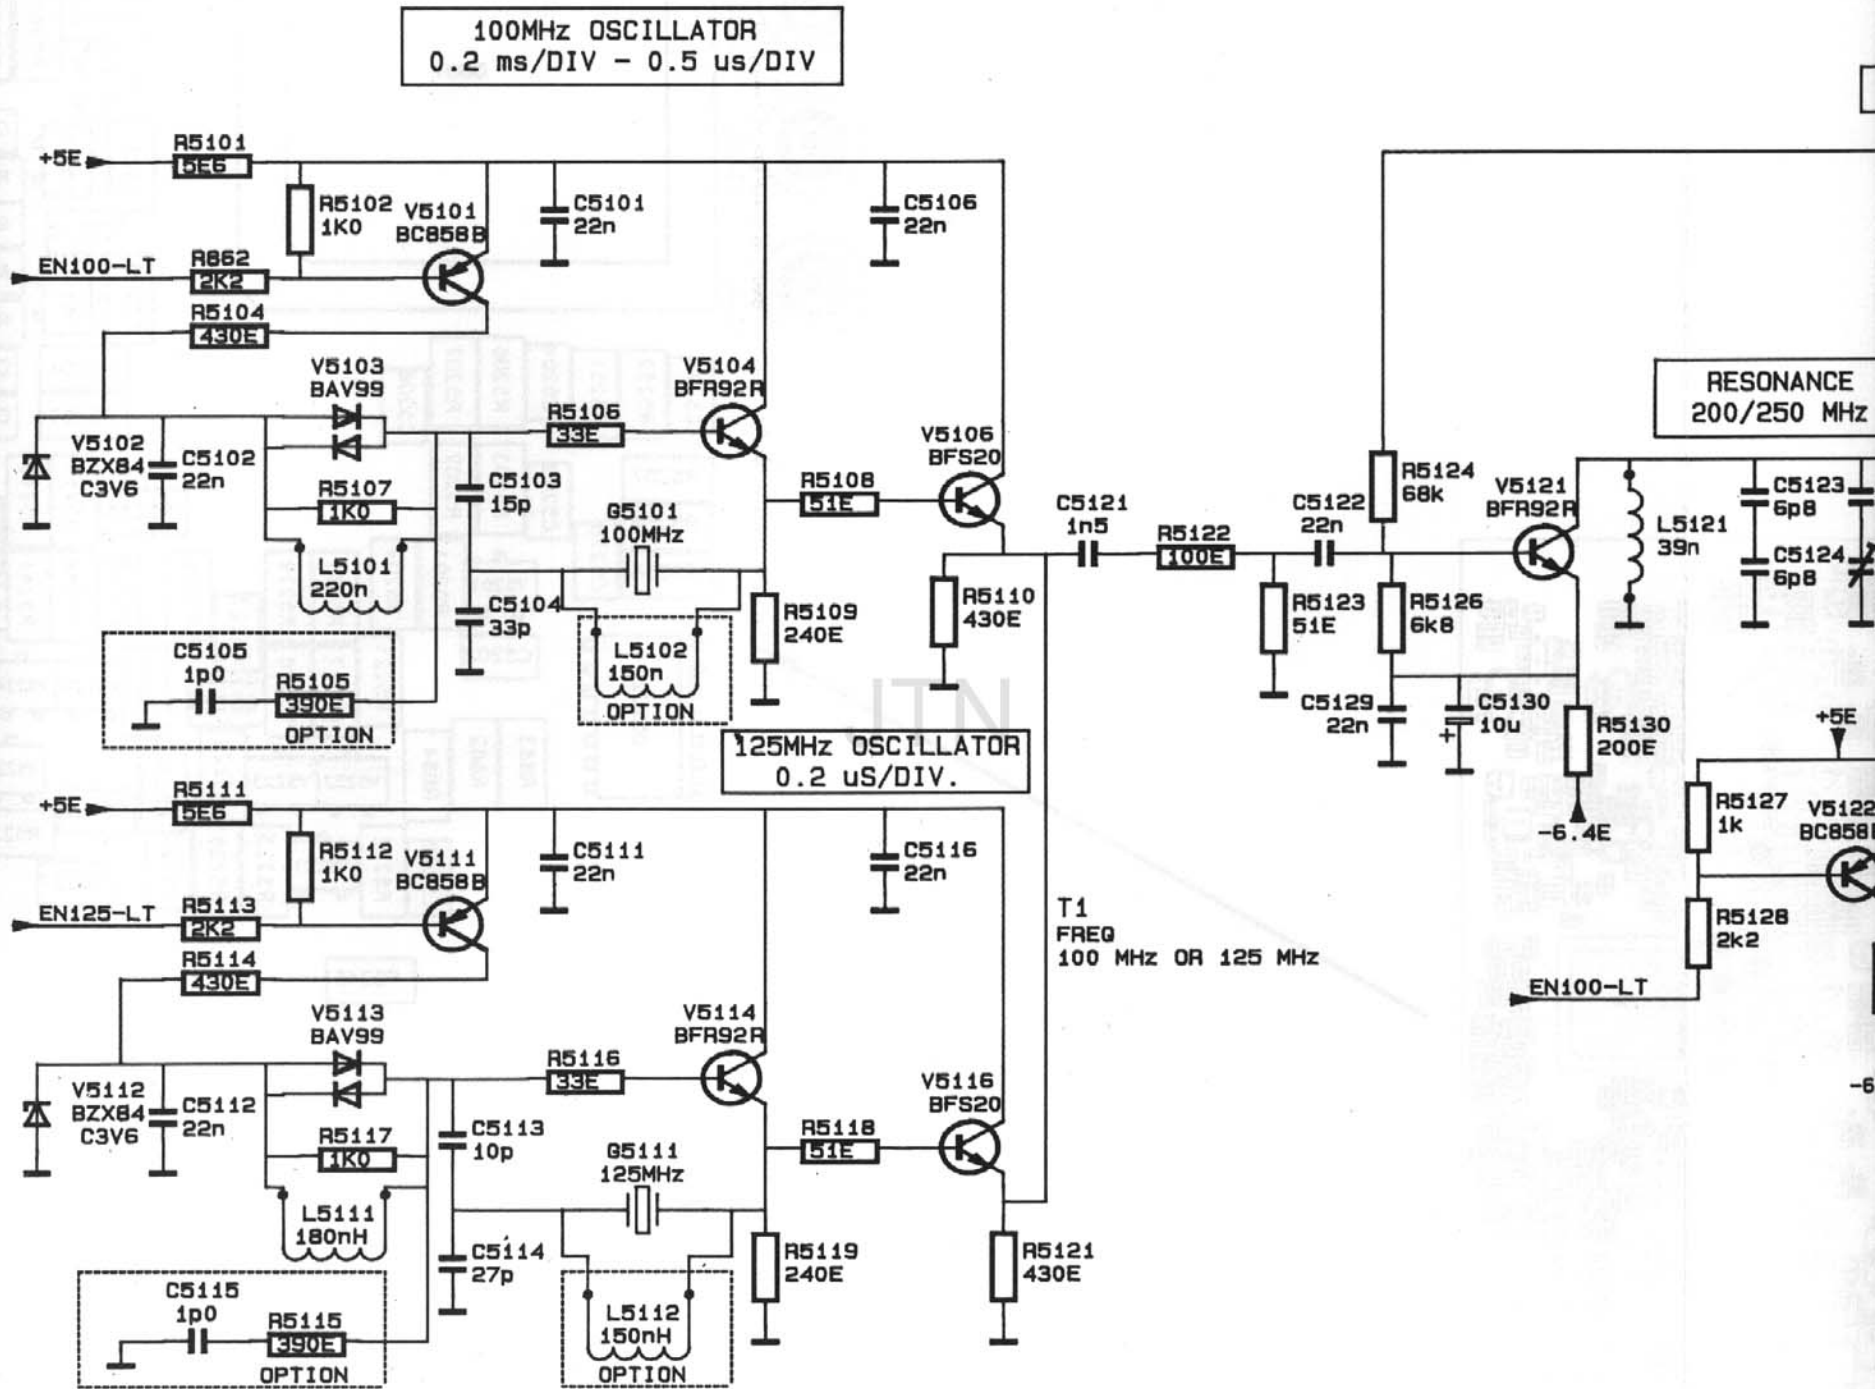 100MHz OSCILLATOR
0.2 ms/DIV - 0.5 us/DIV
+5E
R5101
5E6
R5102
1K0
V5101
BC858B
C5101
22n
C5106
22n
EN100-LT
R862
2K2
R5104
430E
V5103
BAV99
V5104
BFR92R
R5106
33E
V5102
BZX84
C3V6
C5102
22n
R5107
1K0
C5103
15p
G5101
100MHz
R5108
51E
V5106
BFS20
L5101
220n
C5104
33p
R5109
240E
R5110
430E
C5105
1p0
R5105
390E
OPTION
L5102
150n
OPTION
JTN
C5121
1n5
R5122
100E
C5122
22n
R5123
51E
R5124
68k
R5126
6k8
V5121
BFR92R
L5121
39n
RESONANCE
200/250 MHz
C5123
6p8
C5124
6p8
C5129
22n
C5130
10u
+
R5130
200E
-6.4E
+5E
R5127
1k
V5122
R5128
2k2
EN100-LT
-6
125MHz OSCILLATOR
0.2 uS/DIV.
+5E
R5111
5E6
R5112
1K0
V5111
BC858B
C5111
22n
C5116
22n
EN125-LT
R5113
2K2
R5114
430E
T1
FREQ
100 MHz OR 125 MHz
V5113
BAV99
V5114
BFR92R
R5116
33E
V5112
BZX84
C3V6
C5112
22n
R5117
1K0
C5113
10p
G5111
125MHz
R5118
51E
V5116
BFS20
L5111
180nH
C5114
27p
R5119
240E
R5121
430E
C5115
1p0
R5115
390E
OPTION
L5112
150nH
OPTION